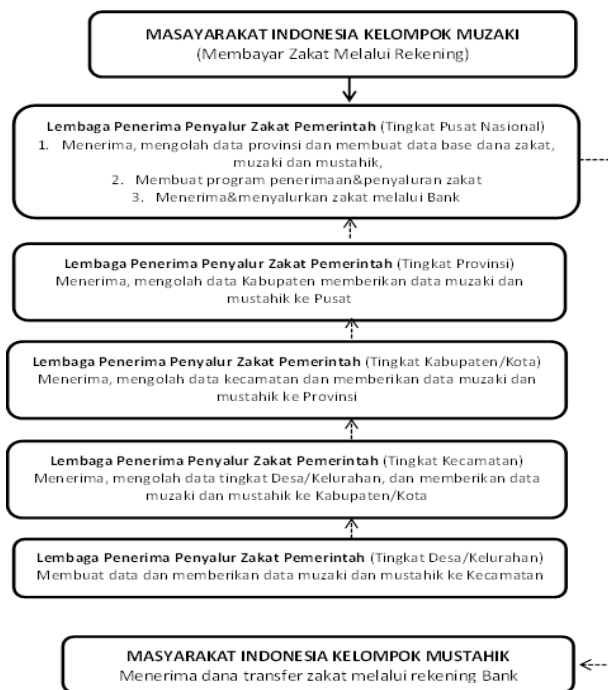 MASAYARAKAT INDONESIA KELOMPOK MUZAKI
(Membayar Zakat Melalui Rekening)
Lembaga Penerima Penyalur Zakat Pemerintah (Tingkat Pusat Nasional)
1. Menerima, mengolah data provinsi dan membuat data base dana zakat,
muzaki dan mustahik,
2. Membuat program penerimaan&penyaluran zakat
3. Menerima&menyalurkan zakat melalui Bank
Lembaga Penerima Penyalur Zakat Pemerintah (Tingkat Provinsi)
Menerima, mengolah data Kabupaten memberikan data muzaki dan
mustahik ke Pusat
Lembaga Penerima Penyalur Zakat Pemerintah (Tingkat Kabupaten/Kota)
Menerima, mengolah data kecamatan dan memberikan data muzaki dan
mustahik ke Provinsi
Lembaga Penerima Penyalur Zakat Pemerintah (Tingkat Kecamatan)
Menerima, mengolah data tingkat Desa/Kelurahan, dan memberikan data
muzaki dan mustahik ke Kabupaten/Kota
Lembaga Penerima Penyalur Zakat Pemerintah (Tingkat Desa/Kelurahan)
Membuat data dan memberikan data muzaki dan mustahik ke Kecamatan
MASYARAKAT INDONESIA KELOMPOK MUSTAHIK
Menerima dana transfer zakat melalui rekening Bank